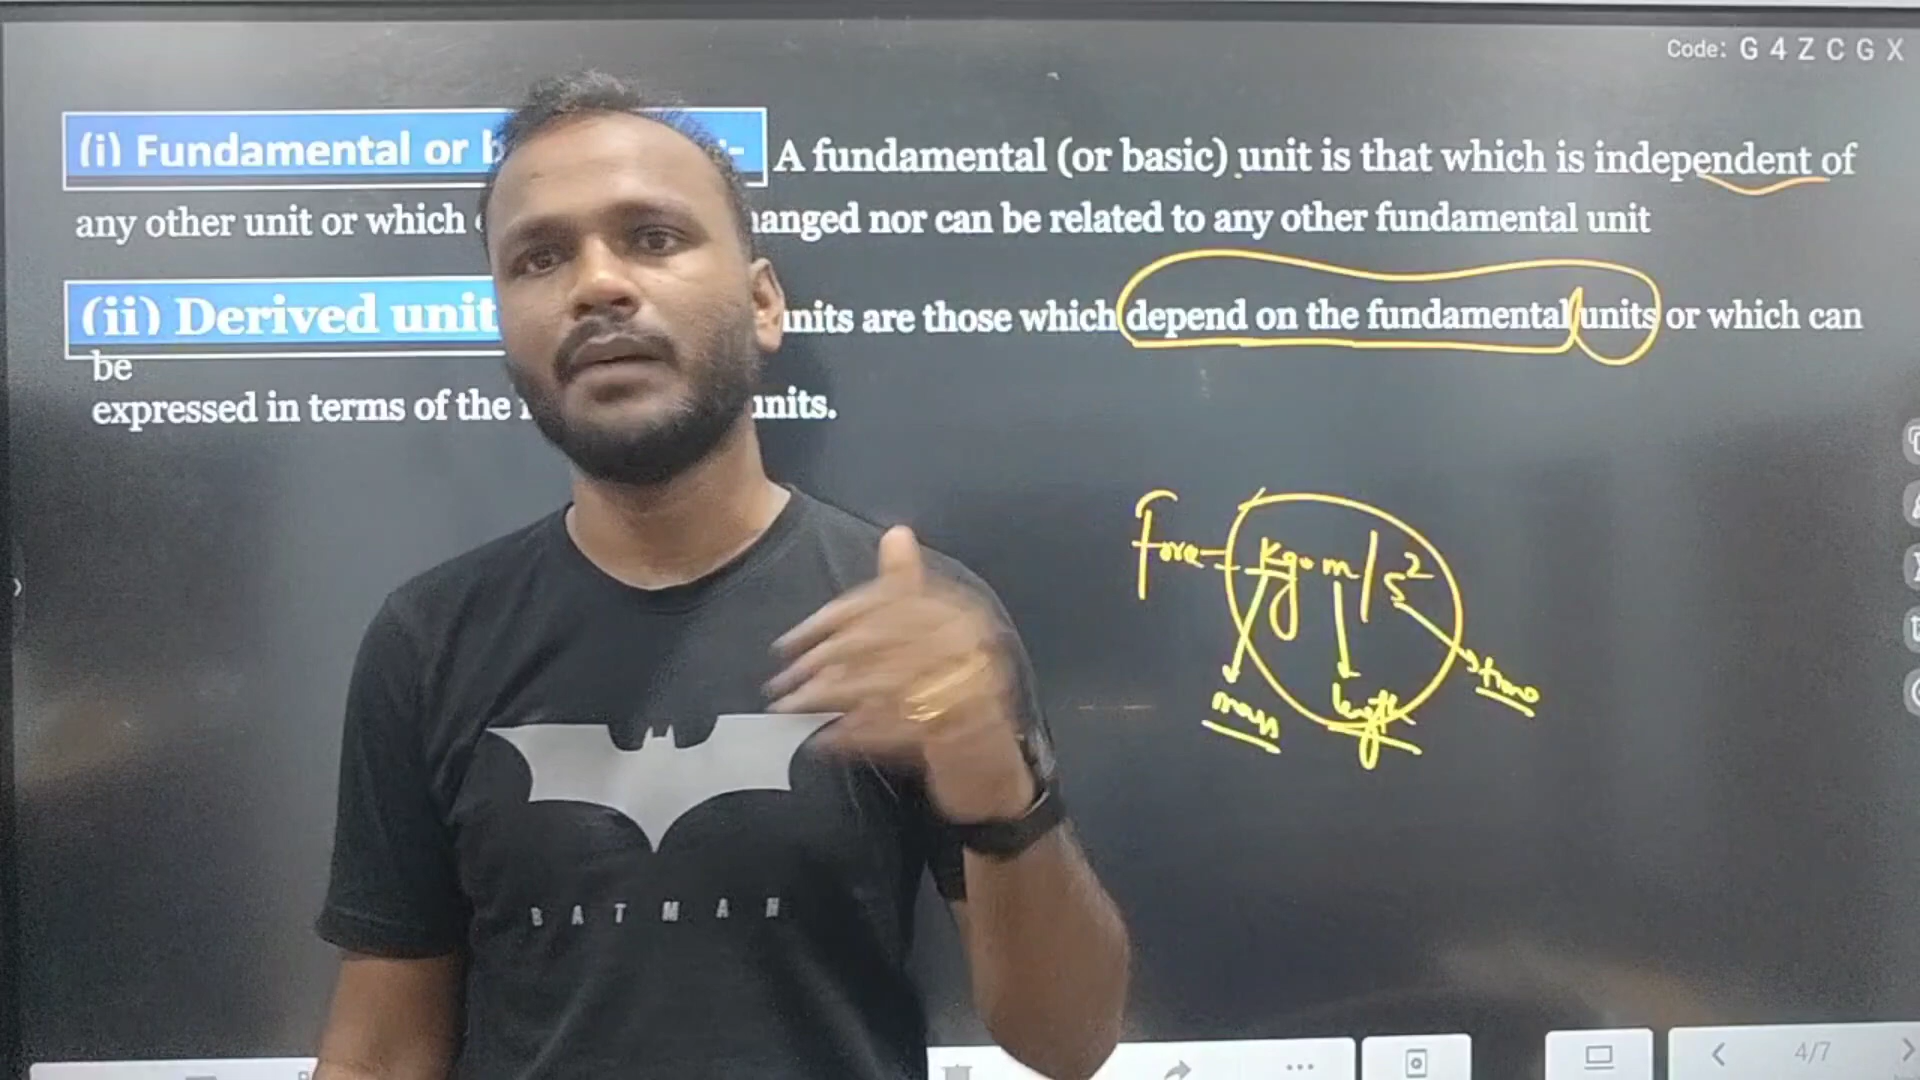 Code: G 4 Z C G X
(i) Fundamental or :- A fundamental (or basic) unit is that which is independent of
any other unit or which hanged nor can be related to any other fundamental unit
(ii) Derived unit units are those which depend on the fundamental units or which can
be
expressed in terms of the units.
Force = kg. m / s²
mass
length
time
BATMAN
4/7